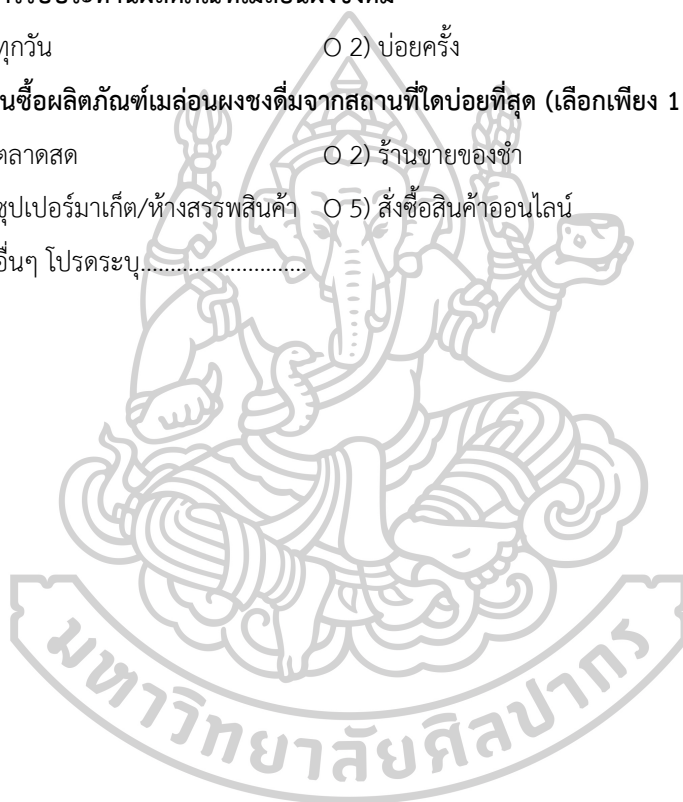 ทุกวัน O 2) บ่อยครั้ง
นซื้อผลิตภัณฑ์เมล่อนผงชงดื่มจากสถานที่ใดบ่อยที่สุด (เลือกเพียง 1
ตลาดสด O 2) ร้านขายของชำ
ซุปเปอร์มาเก็ต/ห้างสรรพสินค้า O 5) สั่งซื้อสินค้าออนไลน์
อื่นๆ โปรดระบุ............................
มหาวิทยาลัยศิลปากร